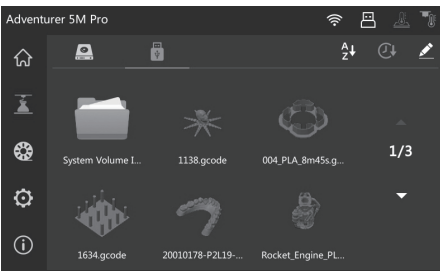 Adventurer 5M Pro
A
Z
1/3
System Volume I...
1138.gcode
004_PLA_8m45s.g...
1634.gcode
20010178-P2L19-...
Rocket_Engine_PL...